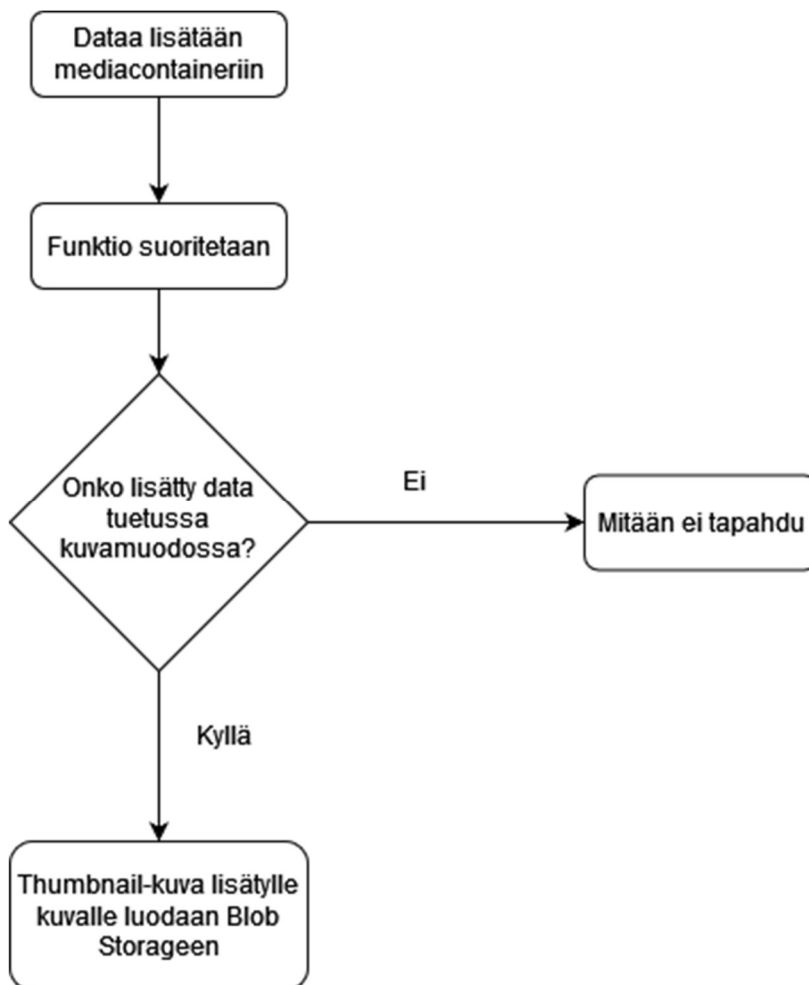 Dataa lisätään
mediacontaineriin
Funktio suoritetaan
Onko lisätty data
tuetussa
kuvamuodossa?
Ei
Mitään ei tapahdu
Kyllä
Thumbnail-kuva lisätylle
kuvalle luodaan Blob
Storageen